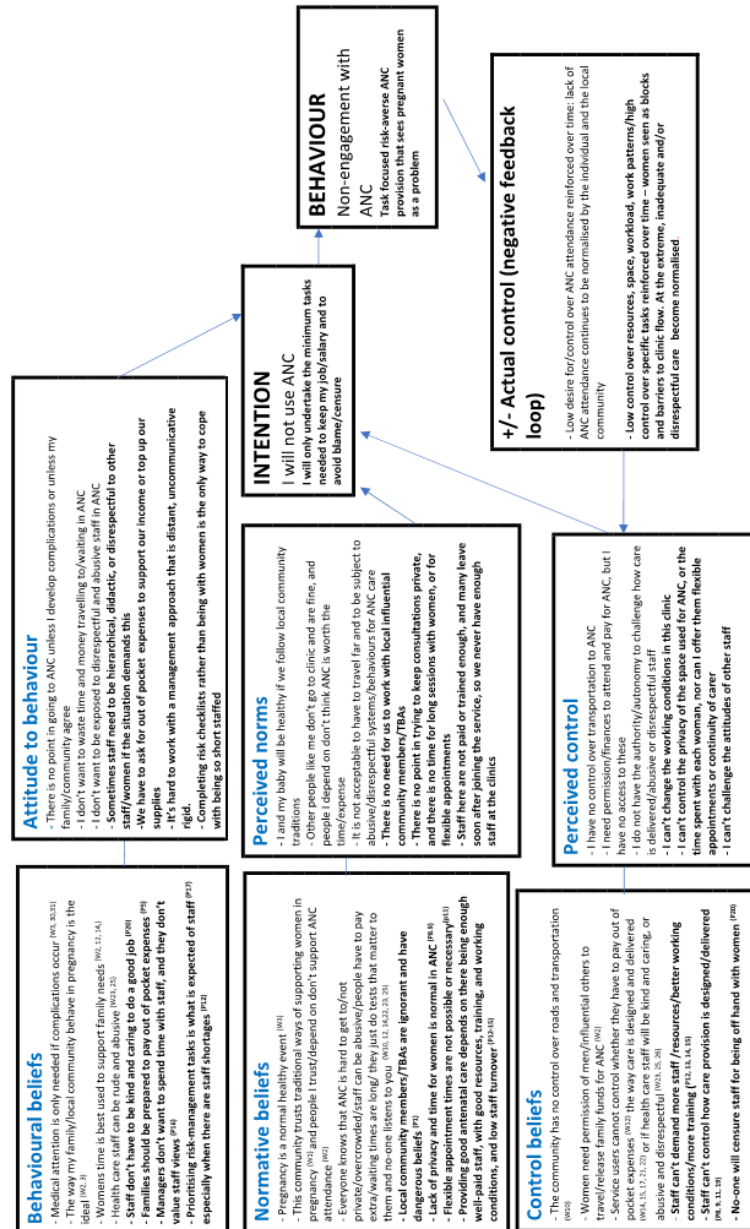 Behavioural beliefs
- Medical attention is only needed if complications occur (W1, 30,31)
- The way my family/local community behave in pregnancy is the
ideal (W2, 3)
- Womens time is best used to support family needs (W2, 12, 14,)
- Health care staff can be rude and abusive (W23, 25)
- Staff don't have to be kind and caring to do a good job (P20)
- Families should be prepared to pay out of pocket expenses (P5)
- Managers don't want to spend time with staff, and they don't
value staff views (P16)
- Prioritising risk-management tasks is what is expected of staff (P17)
especially when there are staff shortages (P12)
Attitude to behaviour
- There is no point in going to ANC unless I develop complications or unless my
family/community agree
- I don't want to waste time and money travelling to/waiting in ANC
- I don't want to be exposed to disrespectful and abusive staff in ANC
- Sometimes staff need to be hierarchical, didactic, or disrespectful to other
staff/women if the situation demands this
-We have to ask for out of pocket expenses to support our income or top up our
supplies
- It's hard to work with a management approach that is distant, uncommunicative
rigid.
- Completing risk checklists rather than being with women is the only way to cope
with being so short staffed
Normative beliefs
- Pregnancy is a normal healthy event (W1)
- This community trusts traditional ways of supporting women in
pregnancy (W1) and people I trust/depend on don't support ANC
attendance (W2)
- Everyone knows that ANC is hard to get to/not
private/overcrowded/staff can be abusive/people have to pay
extra/waiting times are long/ they just do tests that matter to
them and no-one listens to you (W10, 12, 14,22, 23, 25)
- Local community members/TBAs are ignorant and have
dangerous beliefs (P1)
- Lack of privacy and time for women is normal in ANC (P8.9)
- Flexible appointment times are not possible or necessary(p11)
- Providing good antenatal care depends on there being enough
well-paid staff, with good resources, training, and working
conditions, and low staff turnover (P12-15)
Perceived norms
- I and my baby will be healthy if we follow local community
traditions
- Other people like me don't go to clinic and are fine, and
people I depend on don't think ANC is worth the
time/expense
- It is not acceptable to have to travel far and to be subject to
abusive/disrespectful systems/behaviours for ANC care
- There is no need for us to work with local influential
community members/TBAs
- There is no point in trying to keep consultations private,
and there is no time for long sessions with women, or for
flexible appointments
- Staff here are not paid or trained enough, and many leave
soon after joining the service, so we never have enough
staff at the clinics
INTENTION
I will not use ANC
I will only undertake the minimum tasks
needed to keep my job/salary and to
avoid blame/censure
BEHAVIOUR
Non-engagement with
ANC
Task focused risk-averse ANC
provision that sees pregnant women
as a problem
Control beliefs
- The community has no control over roads and transportation
(W10)
- Women need permission of men/influential others to
travel/release family funds for ANC (W2)
- Service users cannot control whether they have to pay out of
pocket expenses (W12) the way care is designed and delivered
(W14, 15, 17, 21, 22) or if health care staff will be kind and caring, or
abusive and disrespectful (W23, 25, 26)
- Staff can't demand more staff /resources/better working
conditions/more training (P12, 13, 14, 15)
- Staff can't control how care provision is designed/delivered
(P8, 9, 11, 19)
- No-one will censure staff for being off hand with women (P20)
Perceived control
- I have no control over transportation to ANC
- I need permission/finances to attend and pay for ANC, but I
have no access to these
- I do not have the authority/autonomy to challenge how care
is delivered/abusive or disrespectful staff
- I can't change the working conditions in this clinic
- I can't control the privacy of the space used for ANC, or the
time spent with each woman, nor can I offer them flexible
appointments or continuity of carer
- I can't challenge the attitudes of other staff
+/- Actual control (negative feedback
loop)
- Low desire for/control over ANC attendance reinforced over time: lack of
ANC attendance continues to be normalised by the individual and the local
community
- Low control over resources, space, workload, work patterns/high
control over specific tasks reinforced over time – women seen as blocks
and barriers to clinic flow. At the extreme, inadequate and/or
disrespectful care become normalised.